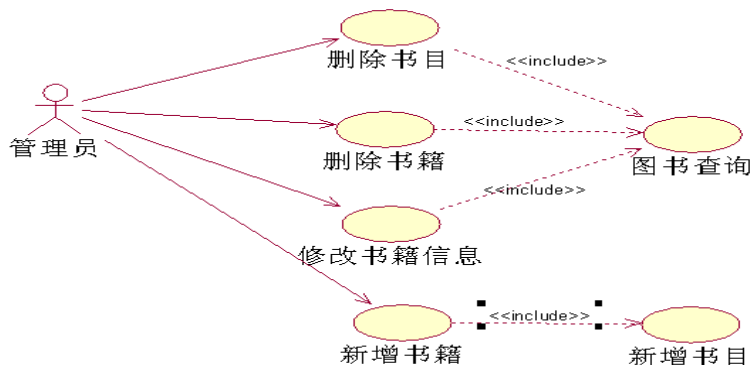 删除书目
<<include>>
管理员
删除书籍
<<include>>
图书查询
修改书籍信息
<<include>>
新增书籍
<<include>>
新增书目